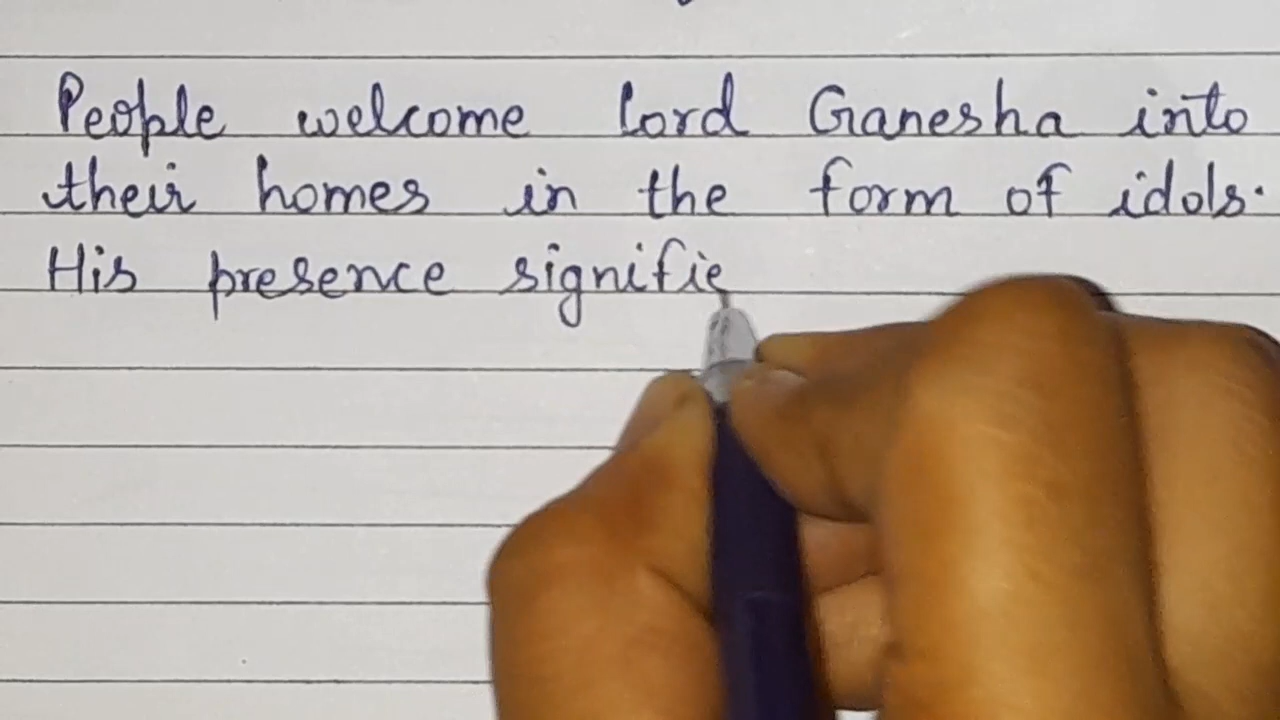 People welcome lord Ganesha into
their homes in the form of idols.
His presence signifie